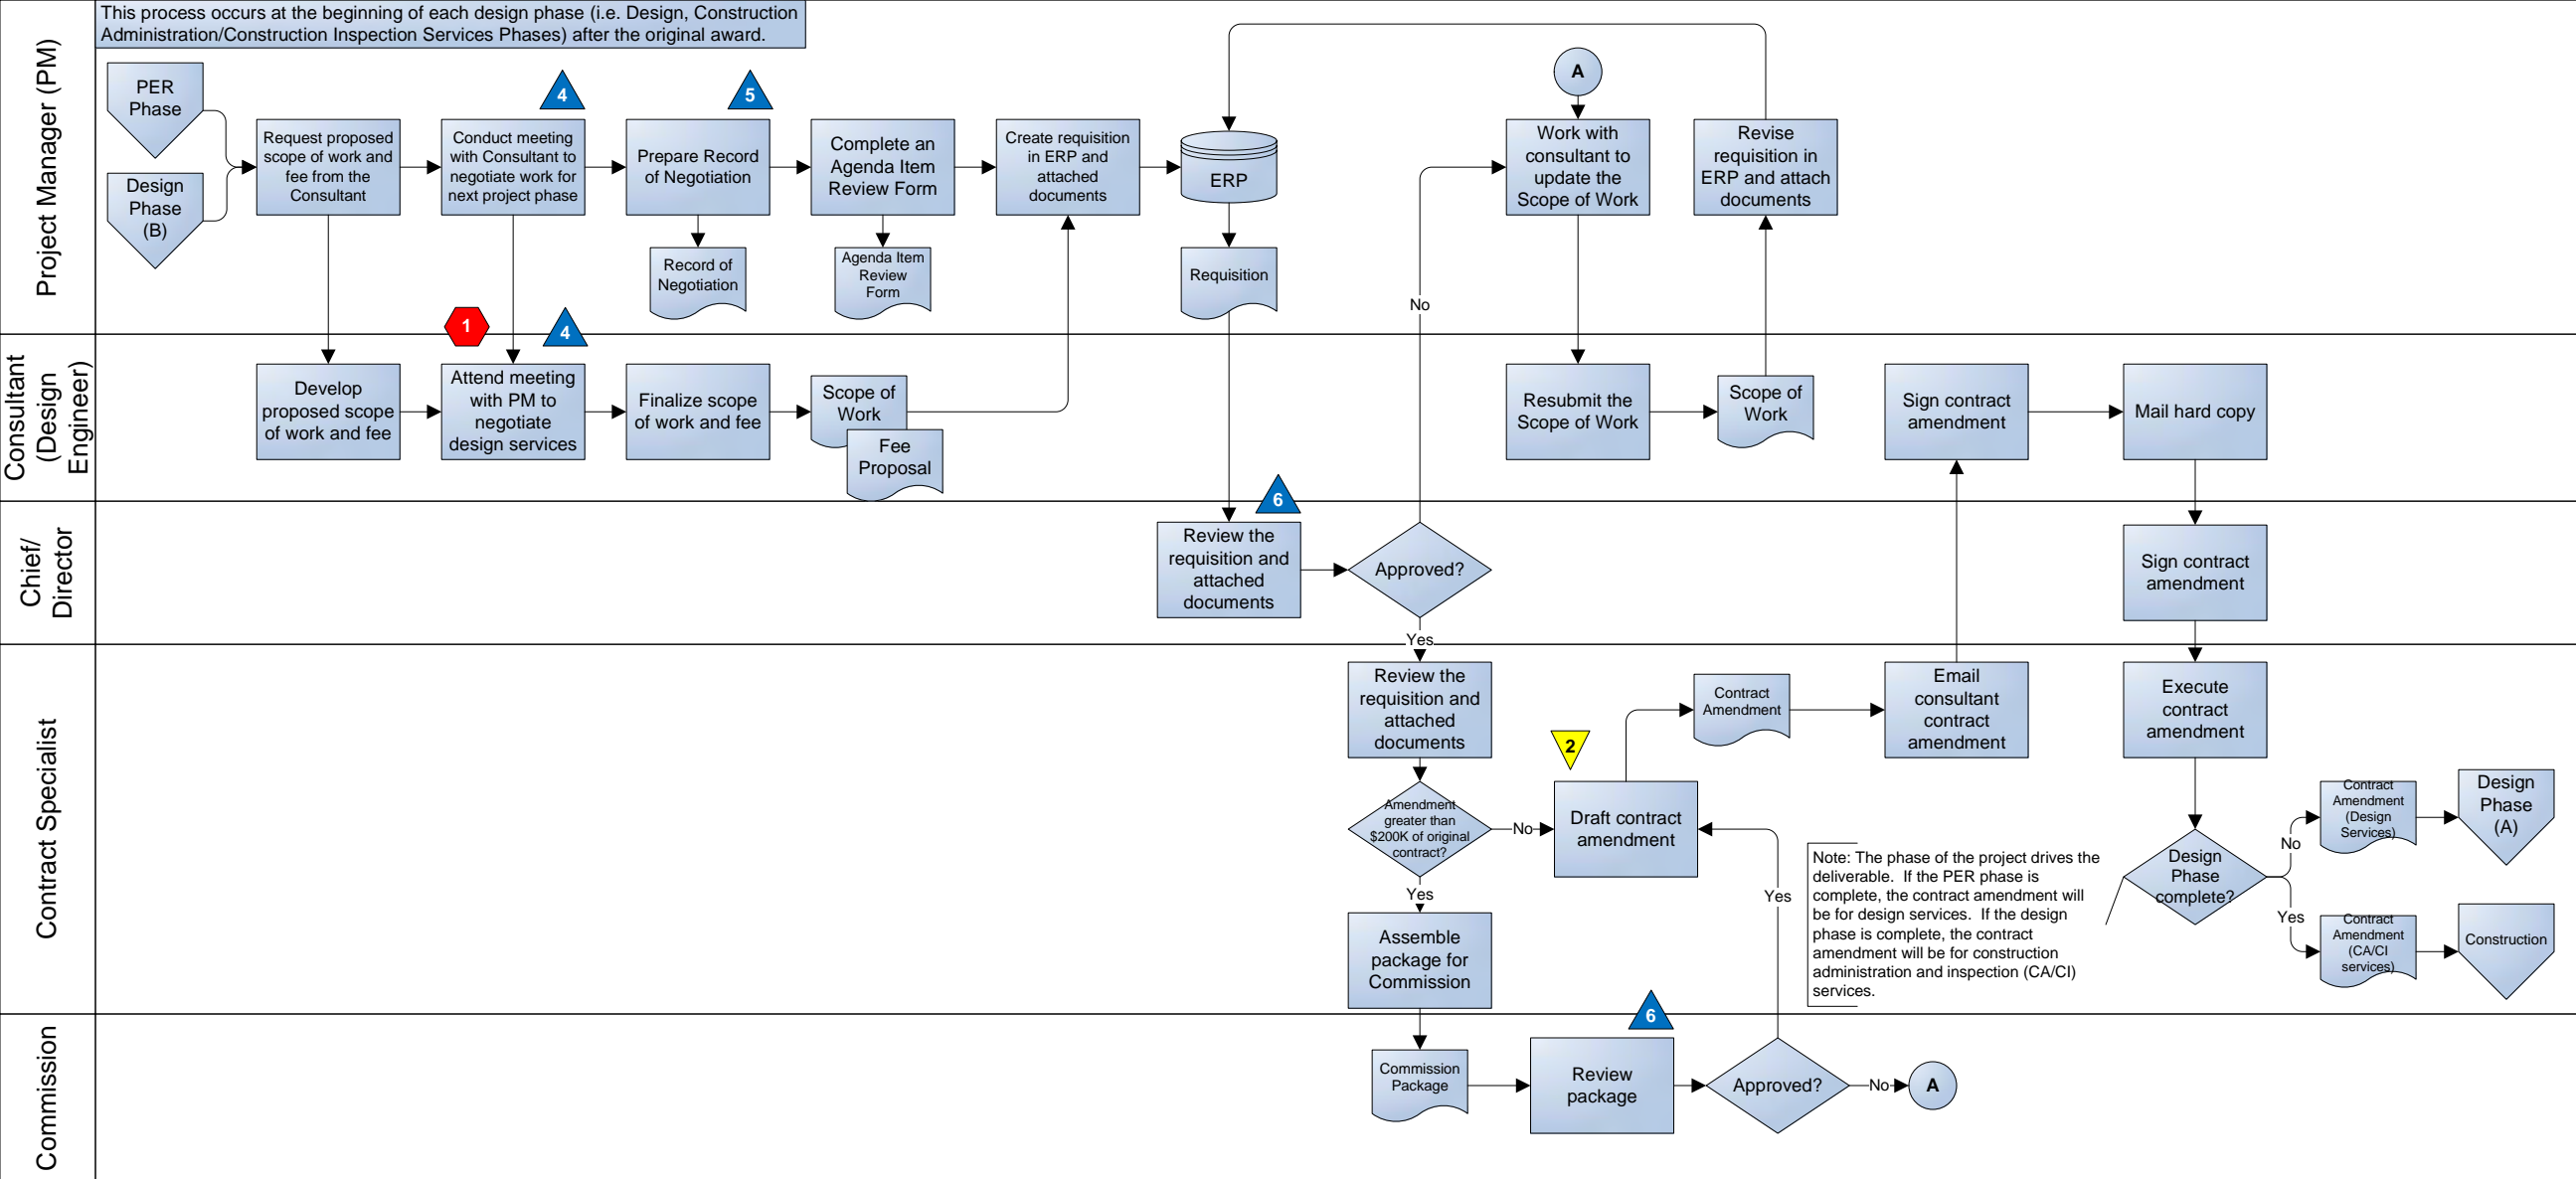 This process occurs at the beginning of each design phase (i.e. Design, Construction
Administration/Construction Inspection Services Phases) after the original award.
Project Manager (PM)
PER
Phase
Design
Phase
(B)
Request proposed
scope of work and
fee from the
Consultant
4
Conduct meeting
with Consultant to
negotiate work for
next project phase
5
Prepare Record
of Negotiation
Record of
Negotiation
Complete an
Agenda Item
Review Form
Agenda Item
Review
Form
Create requisition
in ERP and
attached
documents
ERP
Requisition
No
A
Work with
consultant to
update the
Scope of Work
Revise
requisition in
ERP and attach
documents
Consultant
(Design
Engineer)
Develop
proposed scope
of work and fee
1
4
Attend meeting
with PM to
negotiate
design services
Finalize scope
of work and fee
Scope of
Work
Fee
Proposal
Resubmit the
Scope of Work
Scope of
Work
Sign contract
amendment
Mail hard copy
Chief/
Director
6
Review the
requisition and
attached
documents
Approved?
Yes
Sign contract
amendment
Contract Specialist
Review the
requisition and
attached
documents
Amendment
greater than
$200K of original
contract?
No
Yes
Assemble
package for
Commission
2
Draft contract
amendment
Contract
Amendment
Yes
Email
consultant
contract
amendment
Note: The phase of the project drives the
deliverable. If the PER phase is
complete, the contract amendment will
be for design services. If the design
phase is complete, the contract
amendment will be for construction
administration and inspection (CA/CI)
services.
Execute
contract
amendment
Design
Phase
complete?
No
Contract
Amendment
(Design
Services)
Design
Phase
(A)
Yes
Contract
Amendment
(CA/CI
services)
Construction
Commission
Commission
Package
6
Review
package
Approved?
No
A